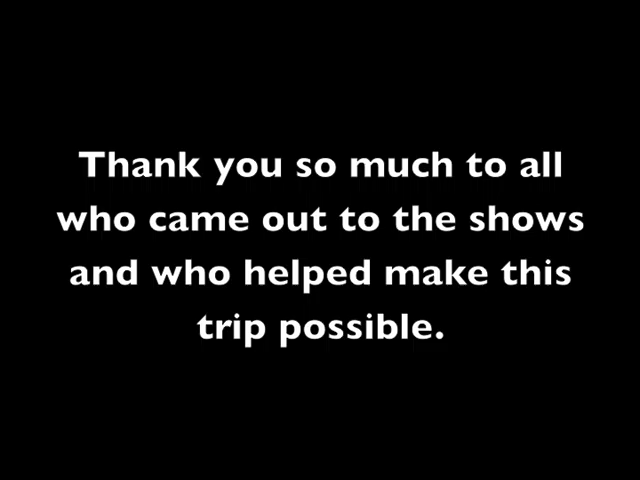 Thank you so much to all
who came out to the shows
and who helped make this
trip possible.